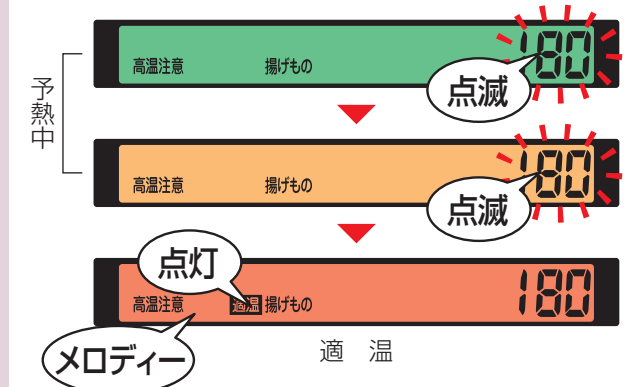 高温注意 揚げもの 180
点滅
予熱中
高温注意 揚げもの 180
点滅
点灯
高温注意 適温 揚げもの 180
メロディー
適 温